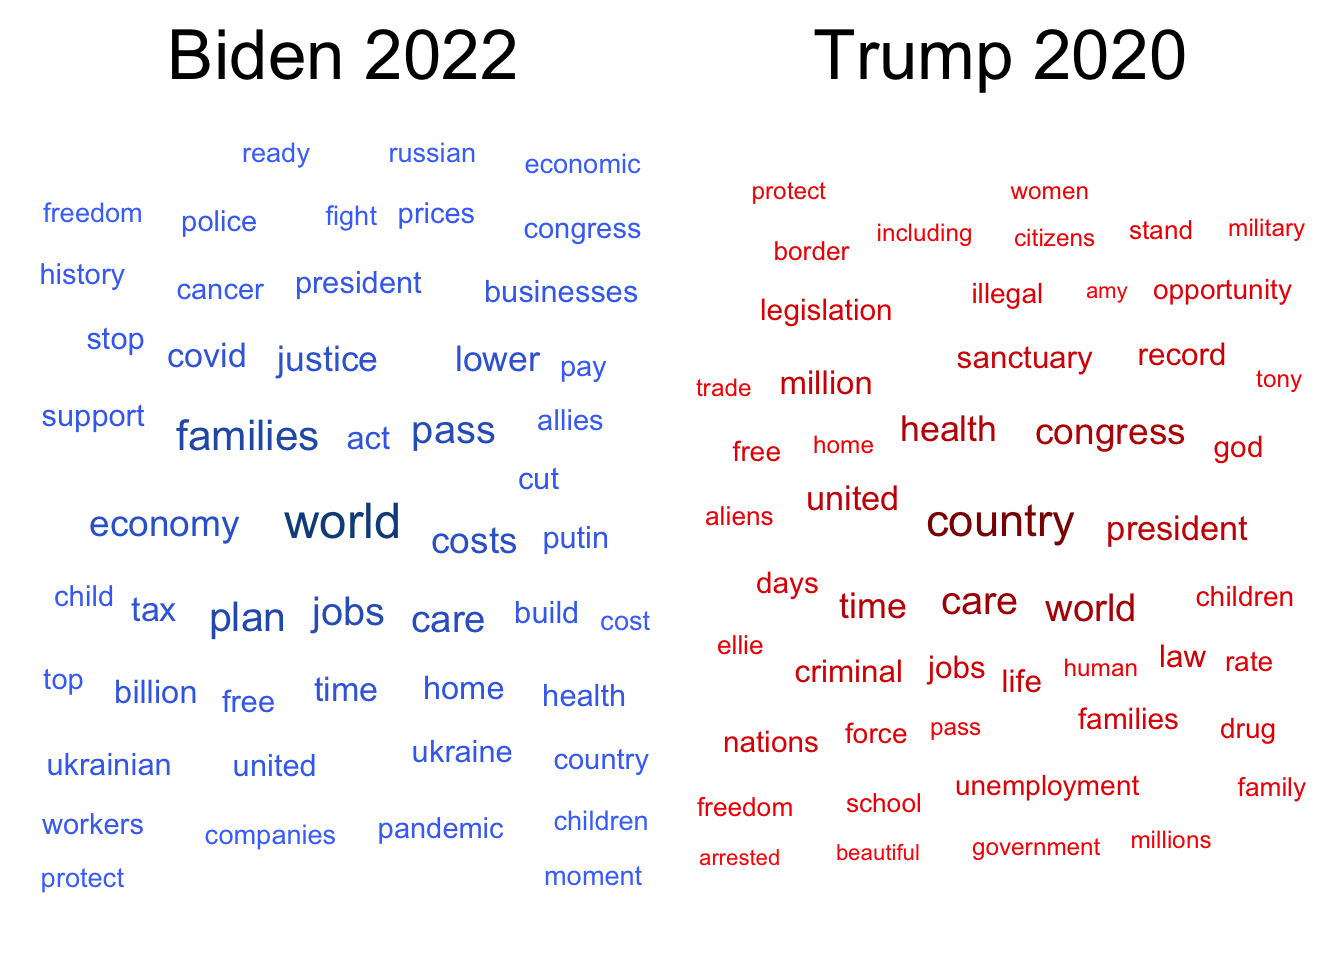 Biden 2022
ready russian economic
freedom police fight prices congress
history cancer president businesses
stop covid justice lower pay
support families act pass allies
cut
economy world costs putin
child tax plan jobs care build cost
top billion free time home health
ukrainian united ukraine country
workers companies pandemic children
protect moment
Trump 2020
protect women
border including citizens stand military
legislation illegal amy opportunity
sanctuary record
trade million tony
free home health congress god
aliens united country president
days time care world children
ellie criminal jobs life human law rate
nations force pass families drug
freedom school unemployment family
arrested beautiful government millions